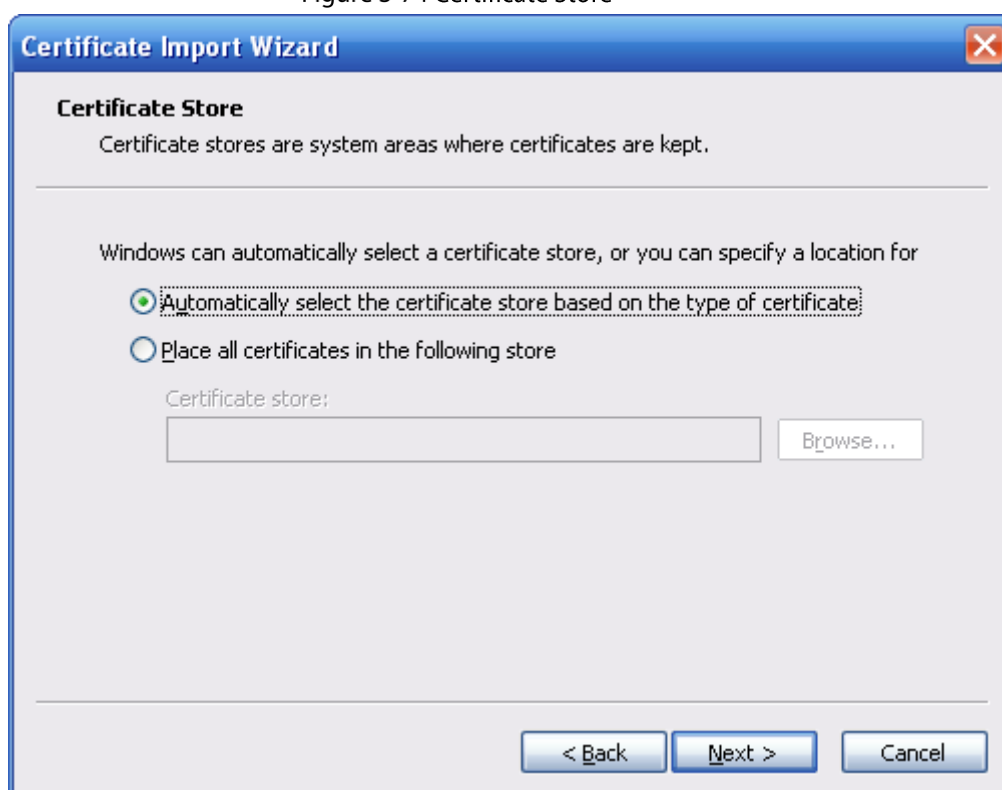 Certificate Import Wizard
Certificate Store
Certificate stores are system areas where certificates are kept.
Windows can automatically select a certificate store, or you can specify a location for
Automatically select the certificate store based on the type of certificate
Place all certificates in the following store
Certificate store:
Browse...
< Back Next > Cancel